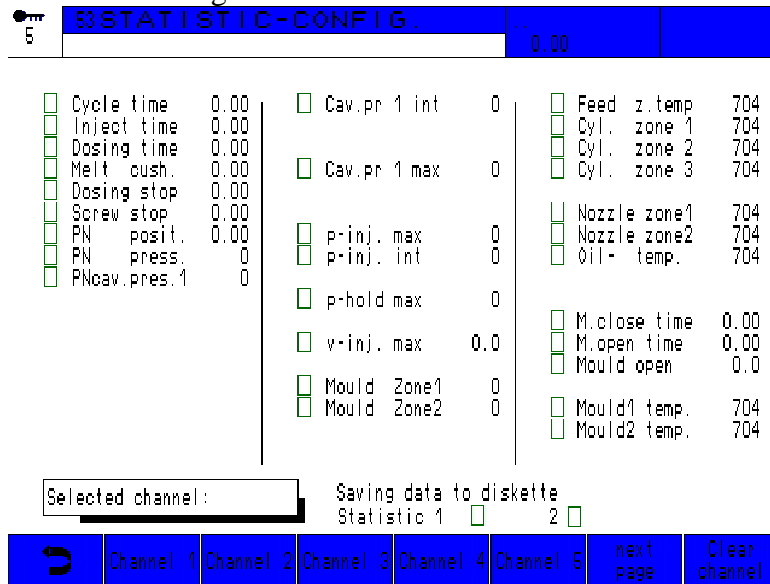 5
53 STATISTIC-CONFIG.
..
0.00
Cycle time 0.00
Inject time 0.00
Dosing time 0.00
Melt cush. 0.00
Dosing stop 0.00
Screw stop 0.00
PN posit. 0.00
PN press. 0
PNcav.pres.1 0
Cav.pr 1 int 0
Cav.pr 1 max 0
p-inj. max 0
p-inj. int 0
p-hold max 0
v-inj. max 0.0
Mould Zone1 0
Mould Zone2 0
Feed z.temp 704
Cyl. zone 1 704
Cyl. zone 2 704
Cyl. zone 3 704
Nozzle zone1 704
Nozzle zone2 704
Oil- temp. 704
M.close time 0.00
M.open time 0.00
Mould open 0.0
Mould1 temp. 704
Mould2 temp. 704
Selected channel:
Saving data to diskette
Statistic 1 2
Channel 1
Channel 2
Channel 3
Channel 4
Channel 5
next
page
Clear
channel